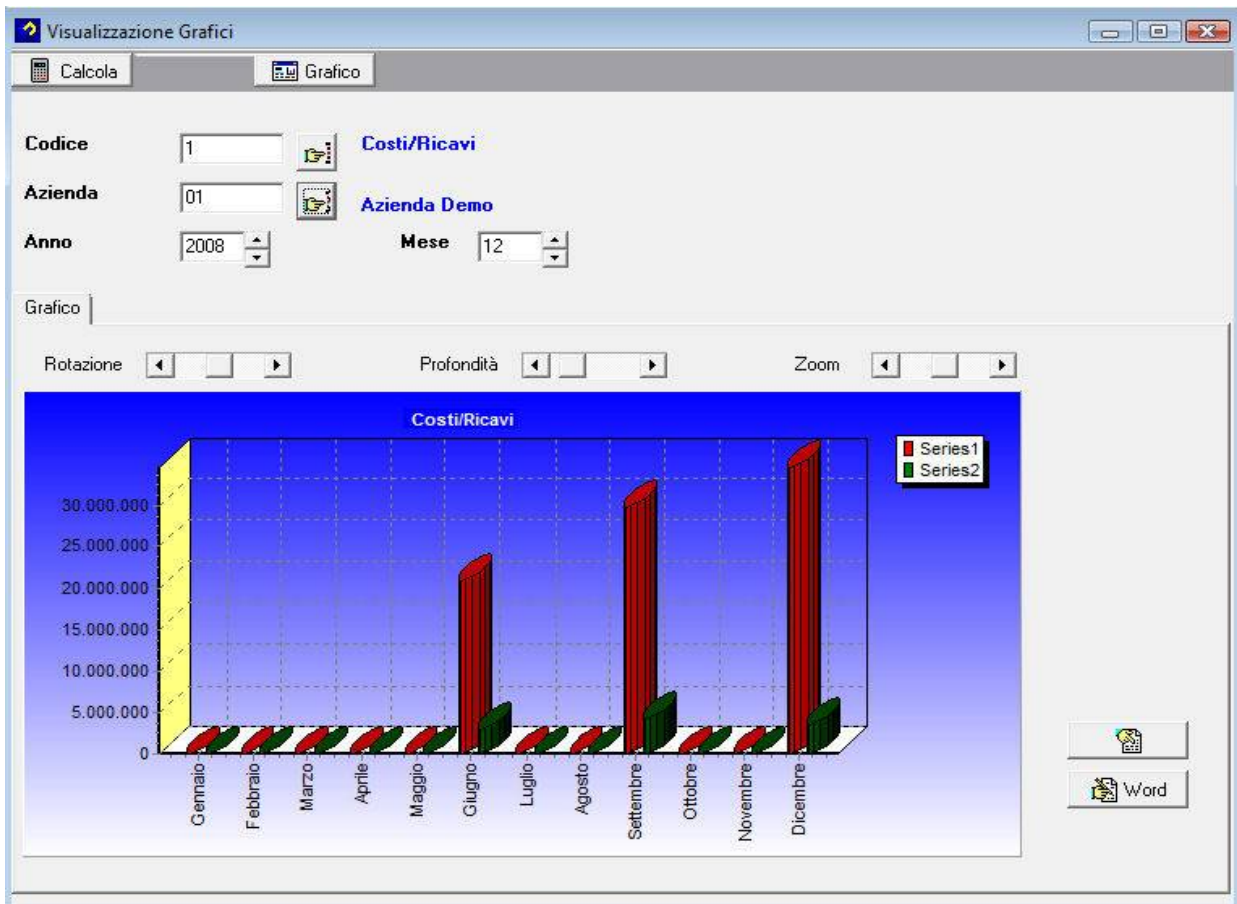 Visualizzazione Grafici
Calcola
Grafico
Codice 1 Costi/Ricavi
Azienda 01 Azienda Demo
Anno 2008 Mese 12
Grafico
Rotazione Profondità Zoom
Costi/Ricavi
Series1
Series2
30.000.000
25.000.000
20.000.000
15.000.000
10.000.000
5.000.000
0
Gennaio
Febbraio
Marzo
Aprile
Maggio
Giugno
Luglio
Agosto
Settembre
Ottobre
Novembre
Dicembre
Word